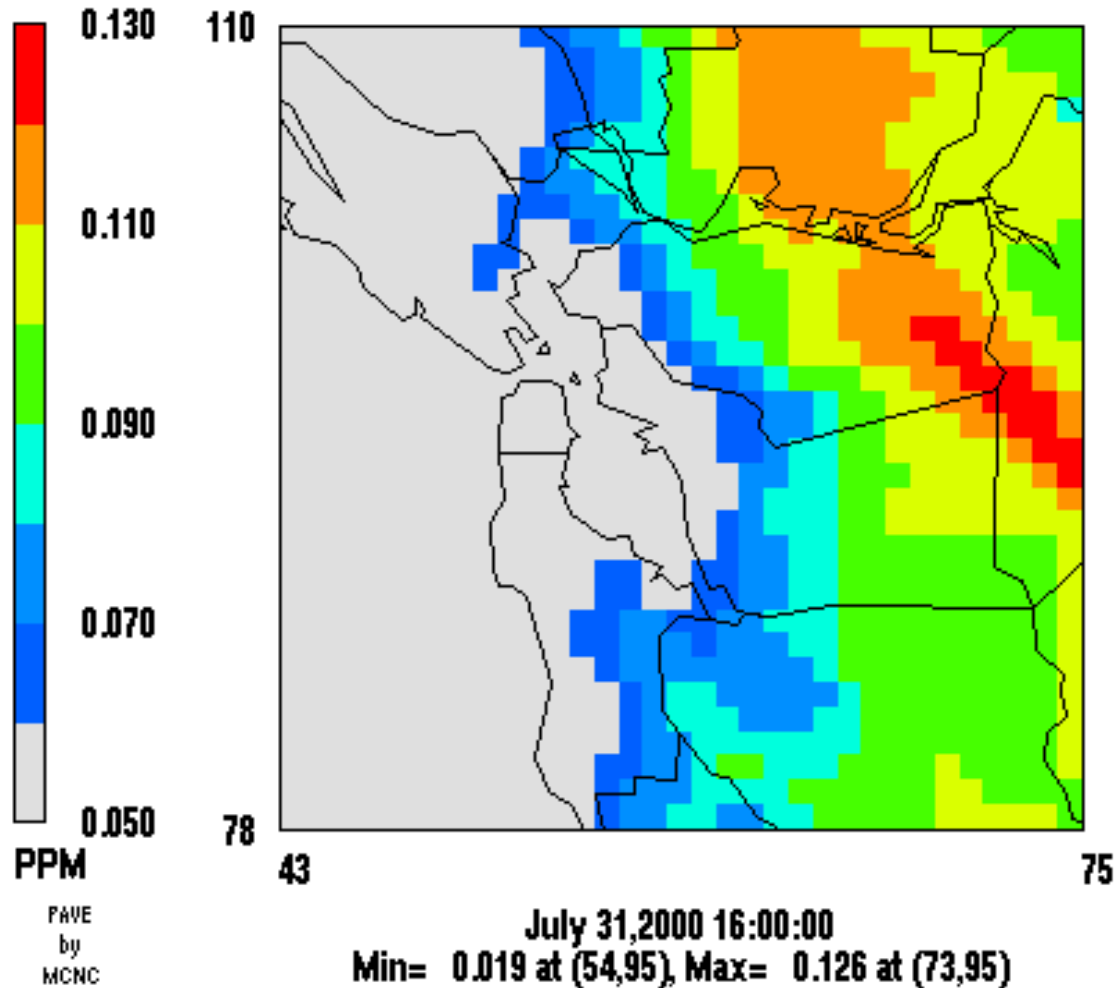 0.130
0.110
0.090
0.070
0.050
PPM
PAVE
by
MCNC
110
78
43
75
July 31,2000 16:00:00
Min= 0.019 at (54,95), Max= 0.126 at (73,95)